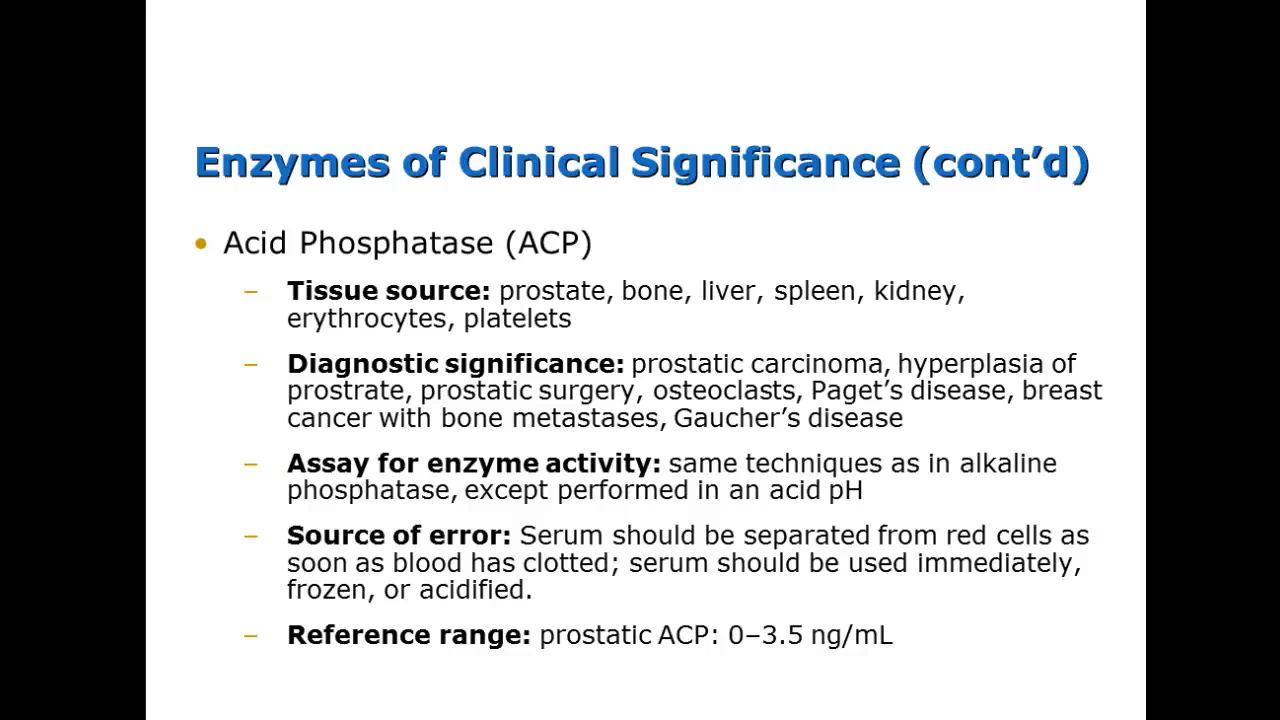 Enzymes of Clinical Significance (cont’d)
• Acid Phosphatase (ACP)
– Tissue source: prostate, bone, liver, spleen, kidney,
erythrocytes, platelets
– Diagnostic significance: prostatic carcinoma, hyperplasia of
prostrate, prostatic surgery, osteoclasts, Paget’s disease, breast
cancer with bone metastases, Gaucher’s disease
– Assay for enzyme activity: same techniques as in alkaline
phosphatase, except performed in an acid pH
– Source of error: Serum should be separated from red cells as
soon as blood has clotted; serum should be used immediately,
frozen, or acidified.
– Reference range: prostatic ACP: 0–3.5 ng/mL